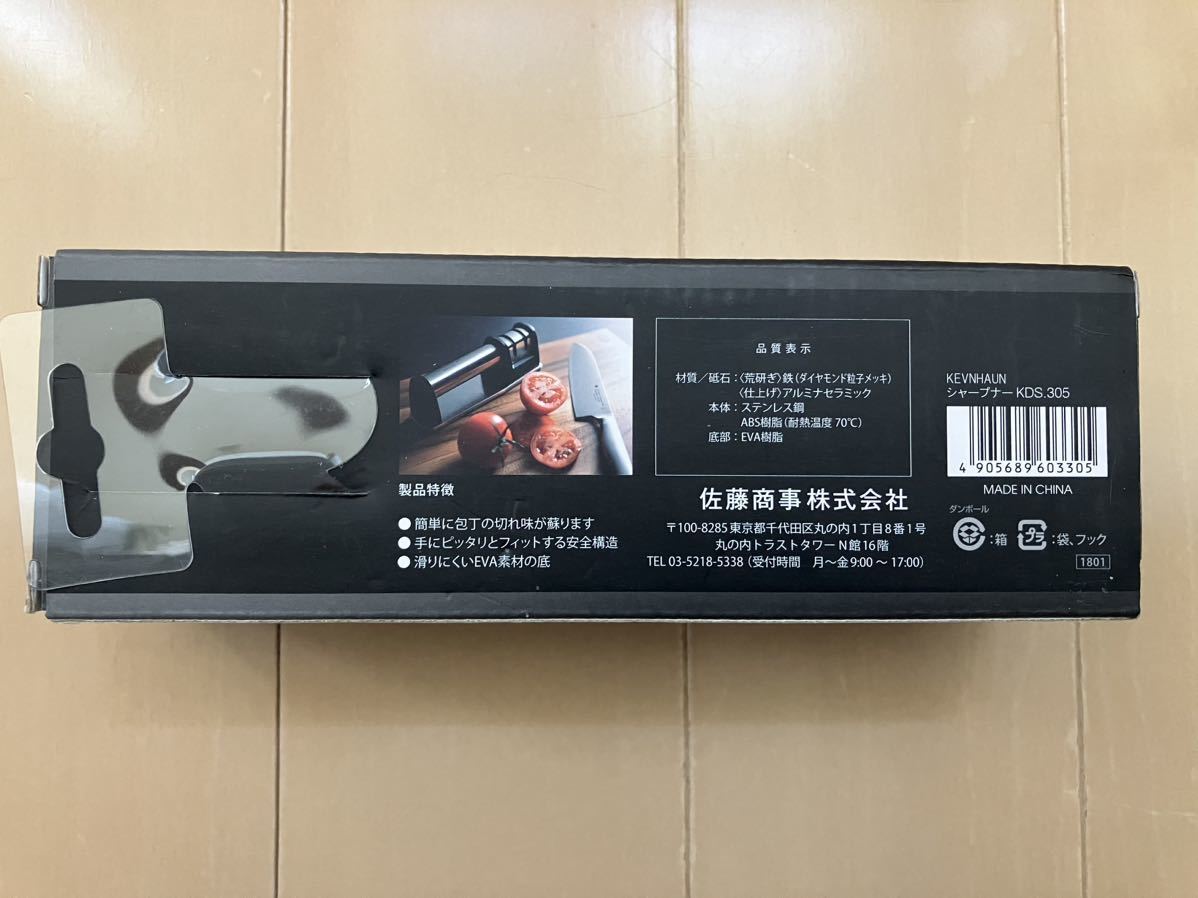 製品特徴
●簡単に包丁の切れ味が蘇ります
●手にピッタリとフィットする安全構造
●滑りにくいEVA素材の底
品質表示
材質／砥石：〈荒研ぎ〉鉄（ダイヤモンド粒子メッキ）
〈仕上げ〉アルミナセラミック
本体：ステンレス鋼
ABS樹脂（耐熱温度 70℃）
底部：EVA樹脂
佐藤商事株式会社
〒100-8285 東京都千代田区丸の内1丁目8番1号
丸の内トラストタワーN館16階
TEL 03-5218-5338（受付時間　月〜金9:00 〜 17:00）
KEVNHAUN
シャープナー KDS.305
4 905689 603305
MADE IN CHINA
ダンボール
：箱
プラ
：袋、フック
1801